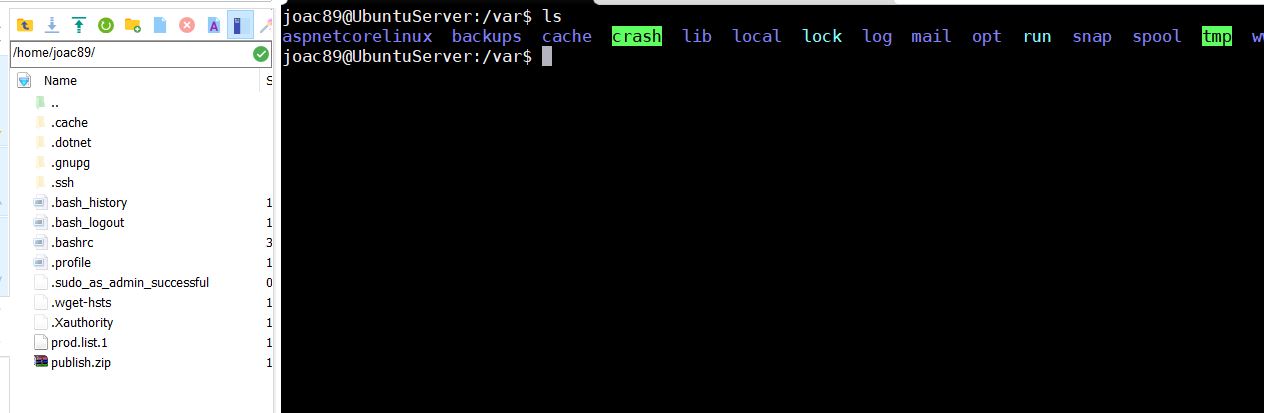 /home/joac89/
Name
S
..
.cache
.dotnet
.gnupg
.ssh
.bash_history 1
.bash_logout 1
.bashrc 3
.profile 1
.sudo_as_admin_successful 0
.wget-hsts 1
.Xauthority 1
prod.list.1 1
publish.zip 1
joac89@UbuntuServer:/var$ ls
aspnetcorelinux backups cache crash lib local lock log mail opt run snap spool tmp w
joac89@UbuntuServer:/var$